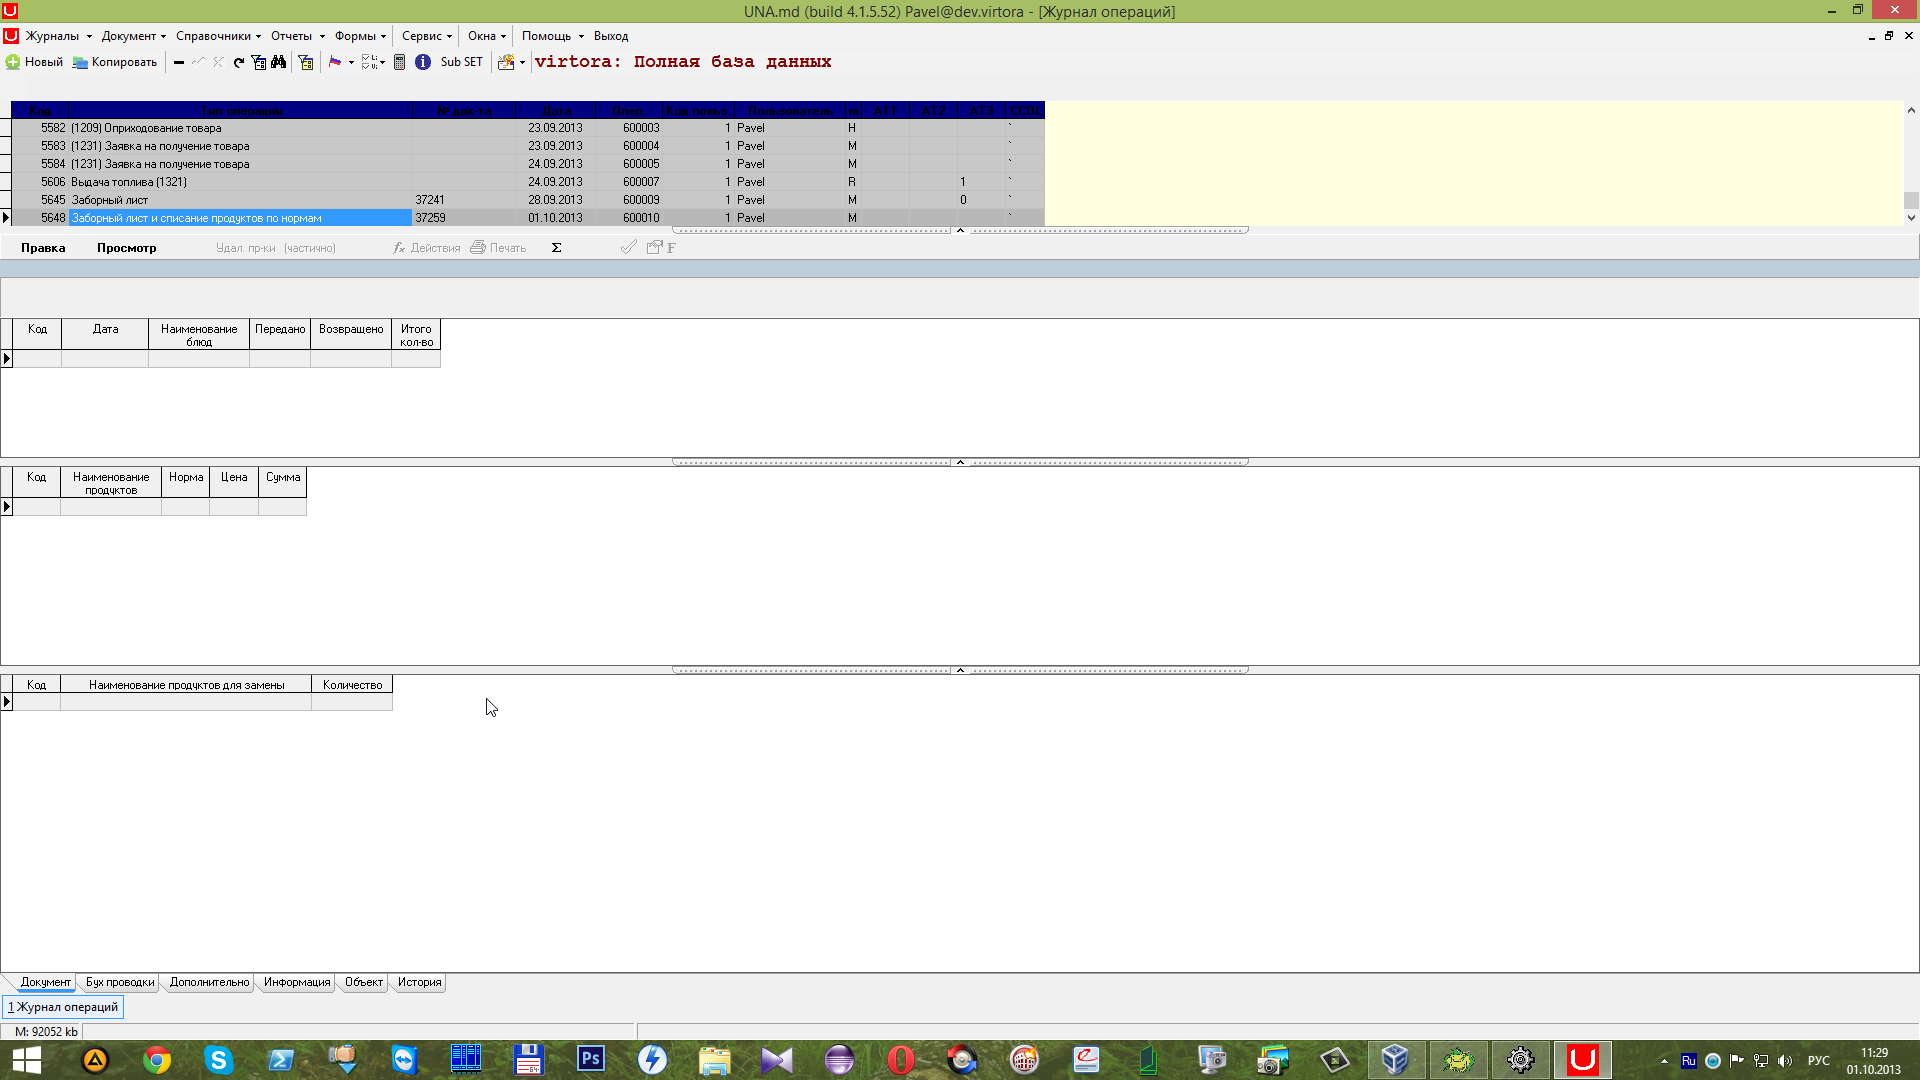 UNA.md (build 4.1.5.52) Pavel@dev.virtora - [Журнал операций]
Журналы Документ Справочники Отчеты Формы Сервис Окна Помощь Выход
Новый Копировать Sub SET virtora: Полная база данных
Код Тип операции № док-та Дата Опер. Пользователь m AT1 AT2 AT3
5582 (1209) Оприходование товара 23.09.2013 600003 1 Pavel H `
5583 (1231) Заявка на получение товара 23.09.2013 600004 1 Pavel M `
5584 (1231) Заявка на получение товара 24.09.2013 600005 1 Pavel M `
5606 Выдача топлива (1321) 24.09.2013 600007 1 Pavel R 1 `
5645 Заборный лист 37241 28.09.2013 600009 1 Pavel M 0 `
5648 Заборный лист и списание продуктов по нормам 37259 01.10.2013 600010 1 Pavel M `
Правка Просмотр Удал. пр-ки (частично) fx Действия Печать Σ F
Код Дата Наименование блюд Передано Возвращено Итого кол-во
Код Наименование продуктов Норма Цена Сумма
Код Наименование продуктов для замены Количество
Документ Бух проводки Дополнительно Информация Объект История
1 Журнал операций
M: 92052 kb
Ps Ru РУС 11:29
01.10.2013